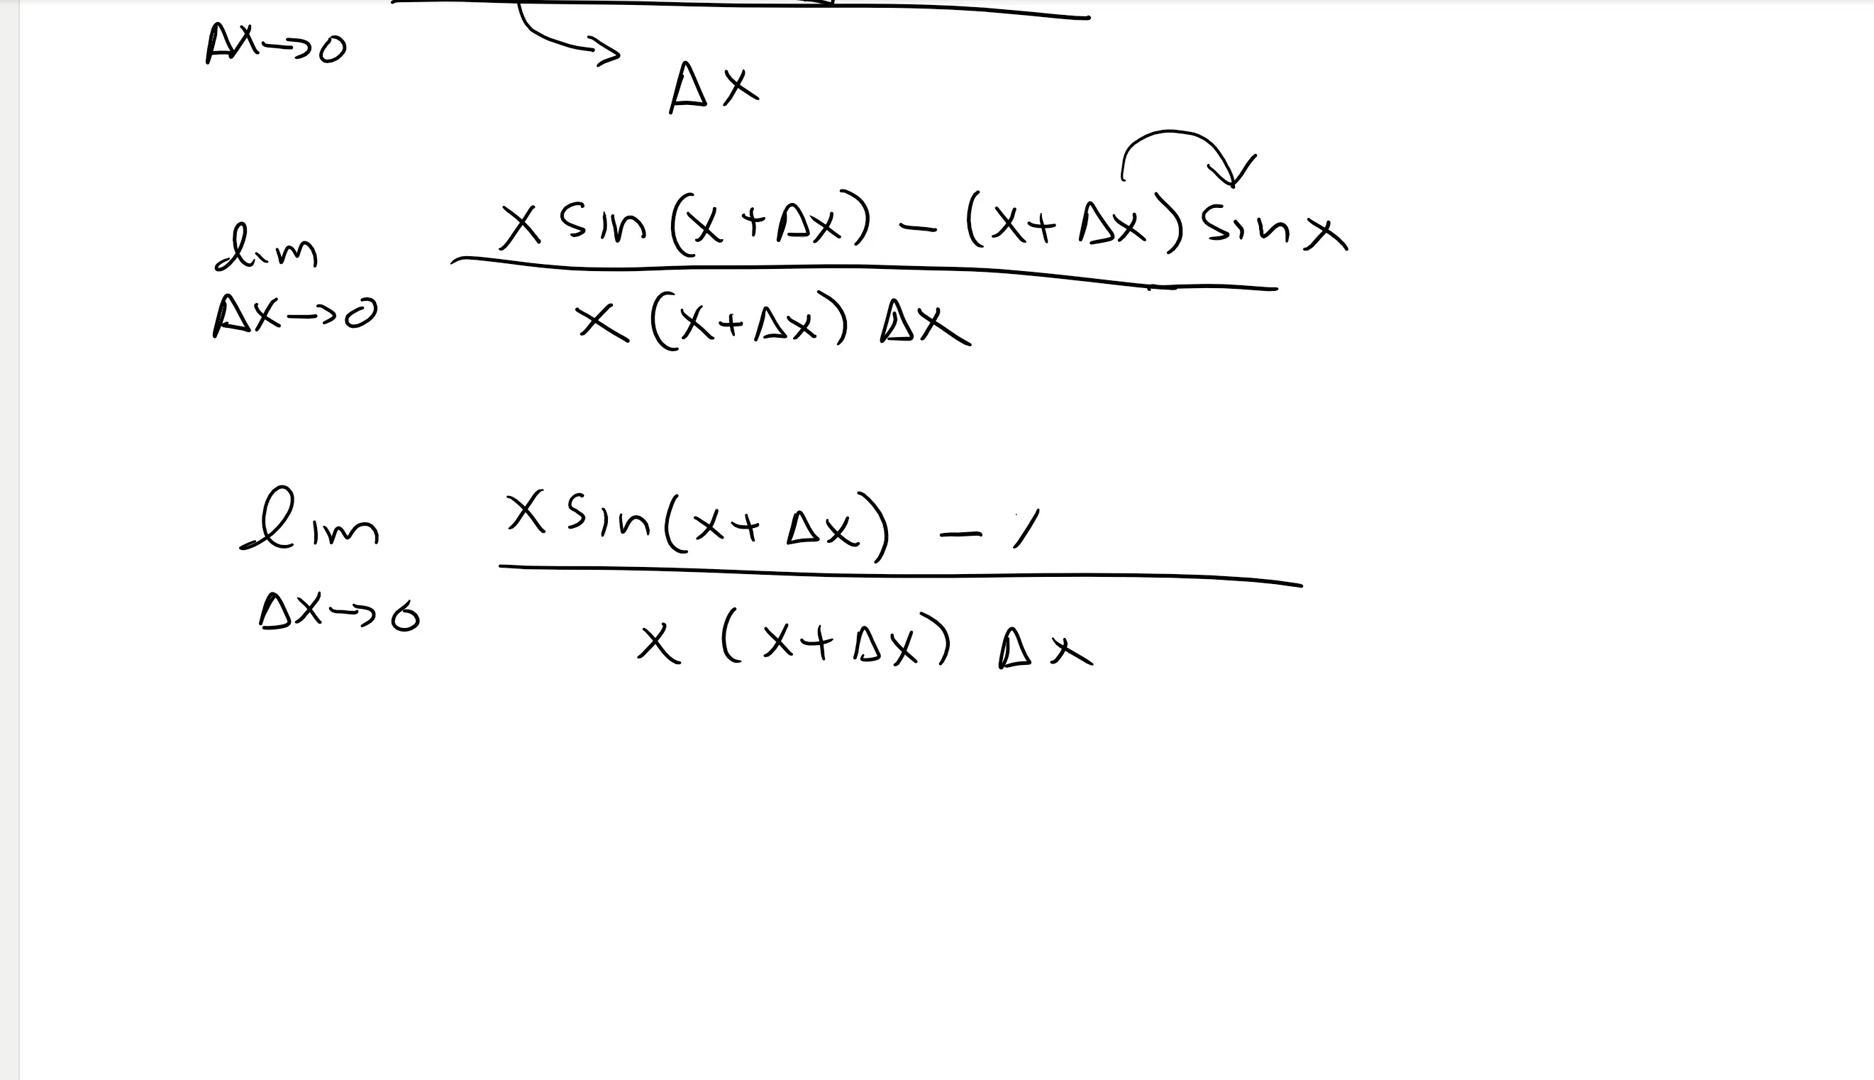 Δx→0
Δx
lim x sin(x+Δx) – (x+Δx) sin x
Δx→0 x (x+Δx) Δx
lim x sin(x+Δx) –
Δx→0 x (x+Δx) Δx